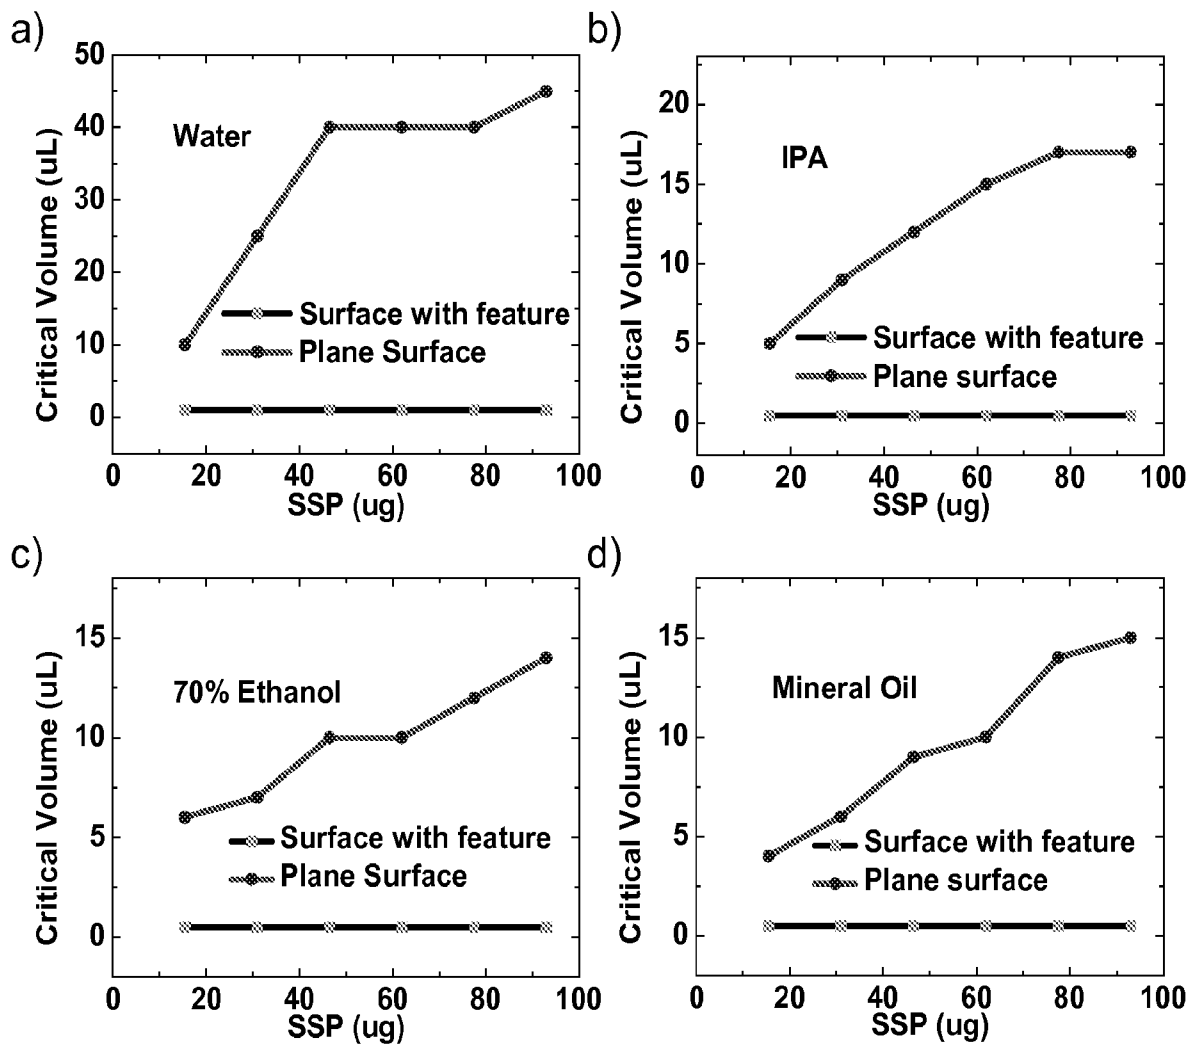 a)
50
40
30
20
10
0
Critical Volume (uL)
Water
Surface with feature
Plane Surface
0 20 40 60 80 100
SSP (ug)
b)
20
15
10
5
0
Critical Volume (uL)
IPA
Surface with feature
Plane surface
0 20 40 60 80 100
SSP (ug)
c)
15
10
5
0
Critical Volume (uL)
70% Ethanol
Surface with feature
Plane Surface
0 20 40 60 80 100
SSP (ug)
d)
15
10
5
0
Critical Volume (uL)
Mineral Oil
Surface with feature
Plane surface
0 20 40 60 80 100
SSP (ug)